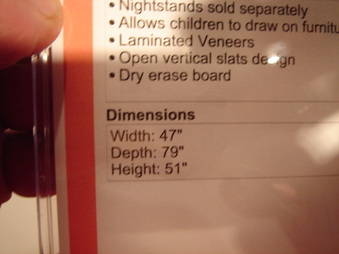 • Nightstands sold separately
• Allows children to draw on furnitu
• Laminated Veneers
• Open vertical slats design
• Dry erase board
Dimensions
Width: 47"
Depth: 79"
Height: 51"